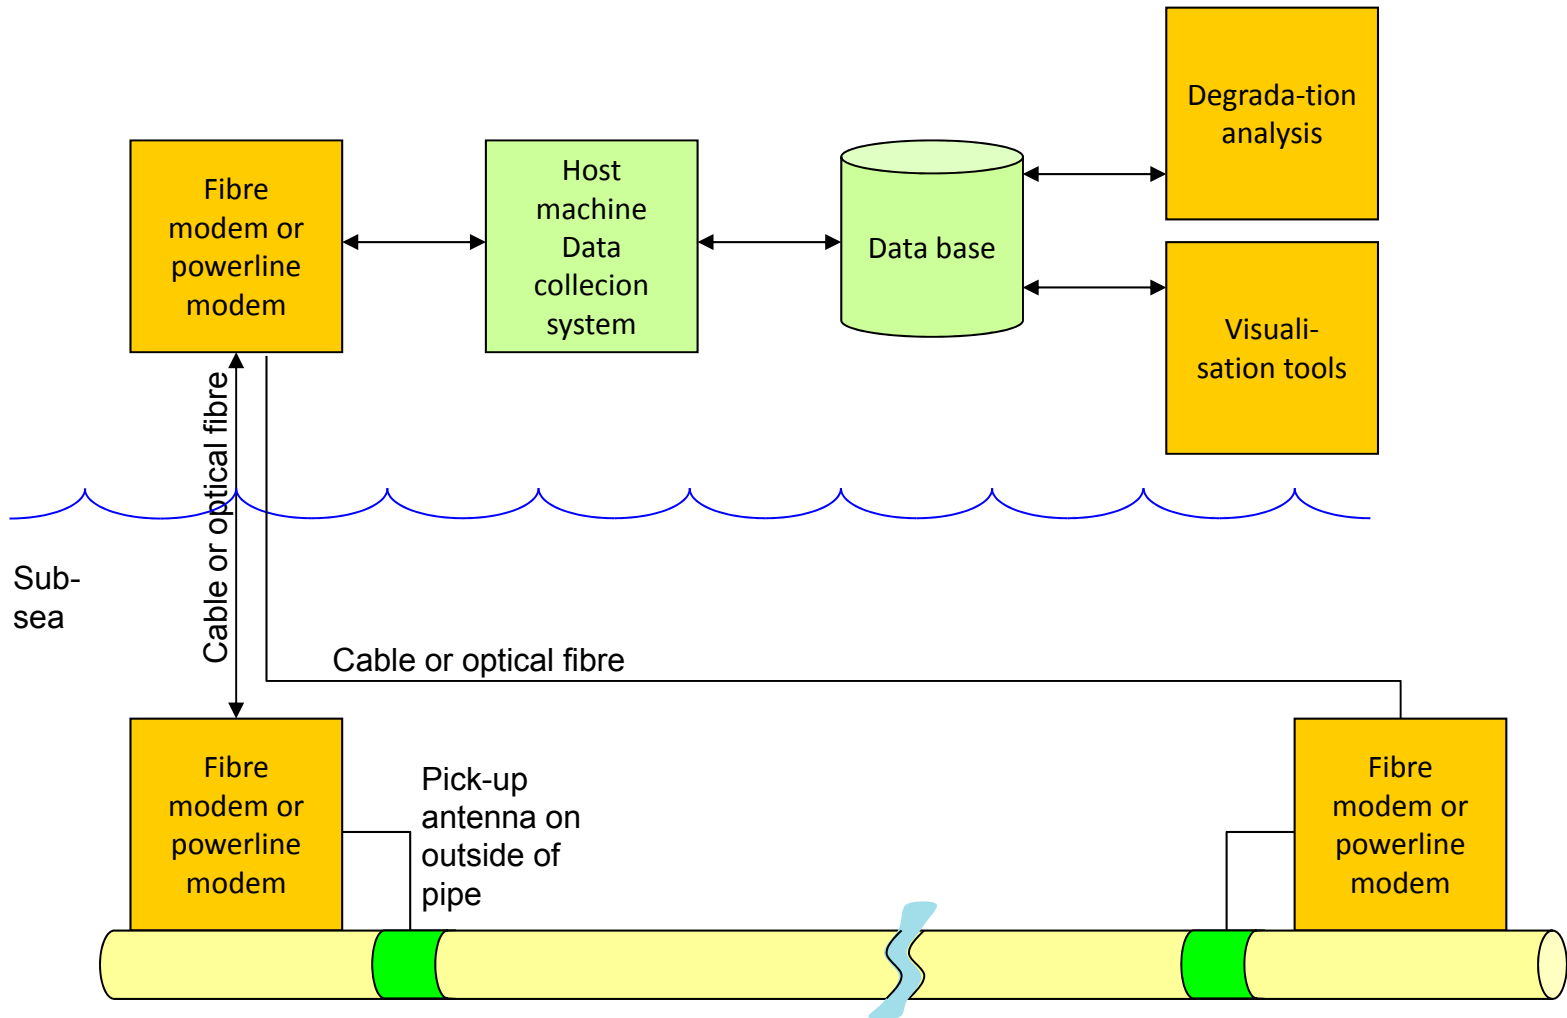 Degrada-tion
analysis
Fibre
modem or
powerline
modem
Host
machine
Data
collecion
system
Data base
Visuali-
sation tools
Cable or optical fibre
Sub-
sea
Cable or optical fibre
Fibre
modem or
powerline
modem
Pick-up
antenna on
outside of
pipe
Fibre
modem or
powerline
modem